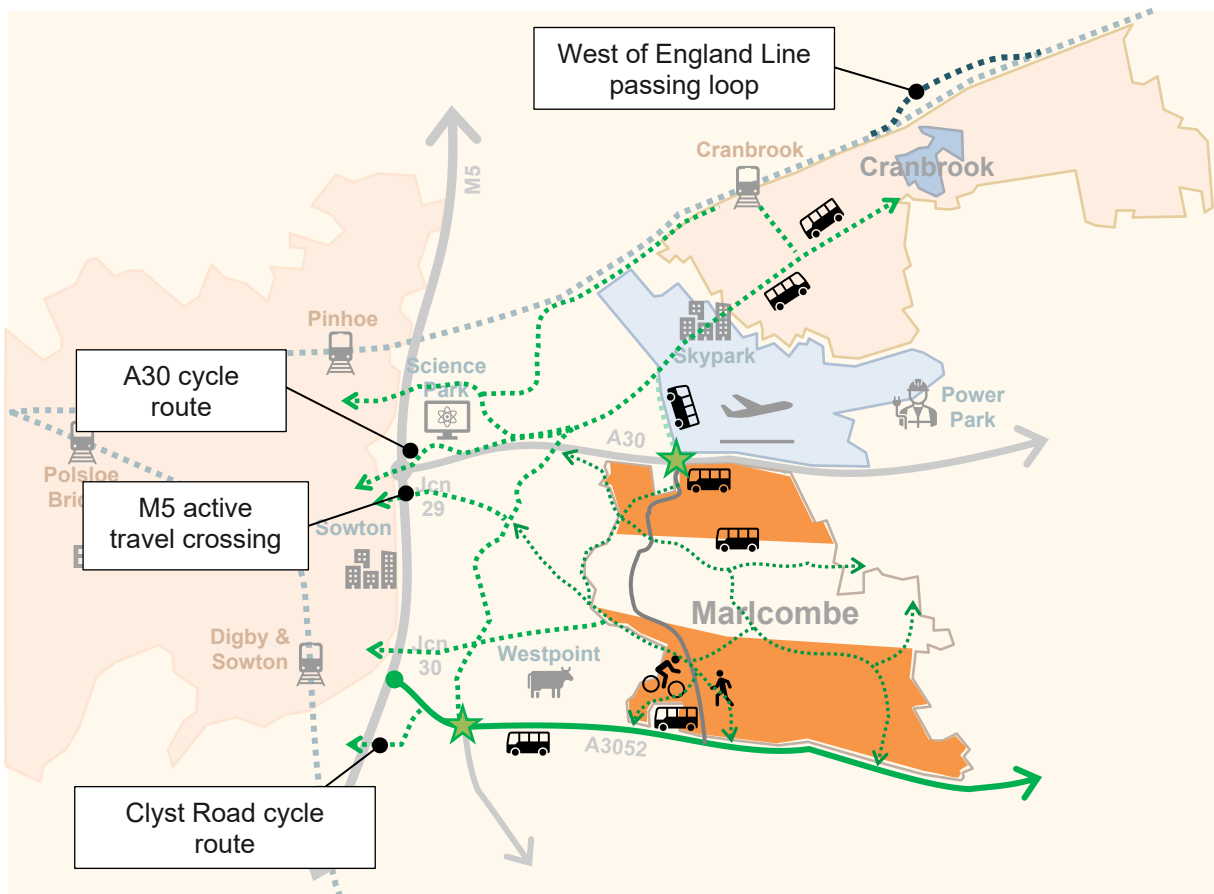 West of England Line
passing loop
Cranbrook
Cranbrook
M5
Pinhoe
Skypark
Science
Park
A30 cycle
route
Power
Park
A30
Polsloe
Jcn
29
M5 active
travel crossing
Sowton
Marlcombe
Digby &
Sowton
Jcn
30
Westpoint
A3052
Clyst Road cycle
route